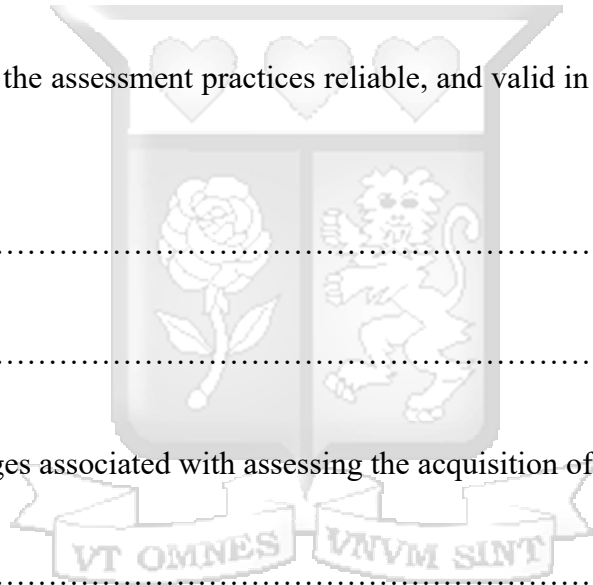 the assessment practices reliable, and valid in
………………………………………………………
………………………………………………………
ges associated with assessing the acquisition of
VT OMNES VNVM SINT
………………………………………………………